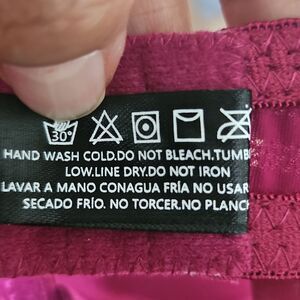 30°
HAND WASH COLD.DO NOT BLEACH.TUMB
LOW.LINE DRY.DO NOT IRON
LAVAR A MANO CONAGUA FRÍA NO USAR
SECADO FRÍO. NO TORCER.NO PLANCH